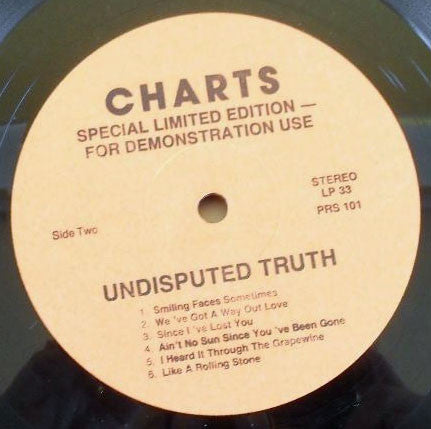 CHARTS
SPECIAL LIMITED EDITION —
FOR DEMONSTRATION USE
STEREO
LP 33
PRS 101
Side Two
UNDISPUTED TRUTH
1. Smiling Faces Sometimes
2. We 've Got A Way Out Love
3. Since I 've Lost You
4. Ain't No Sun Since You 've Been Gone
5. I Heard It Through The Grapewine
6. Like A Rolling Stone